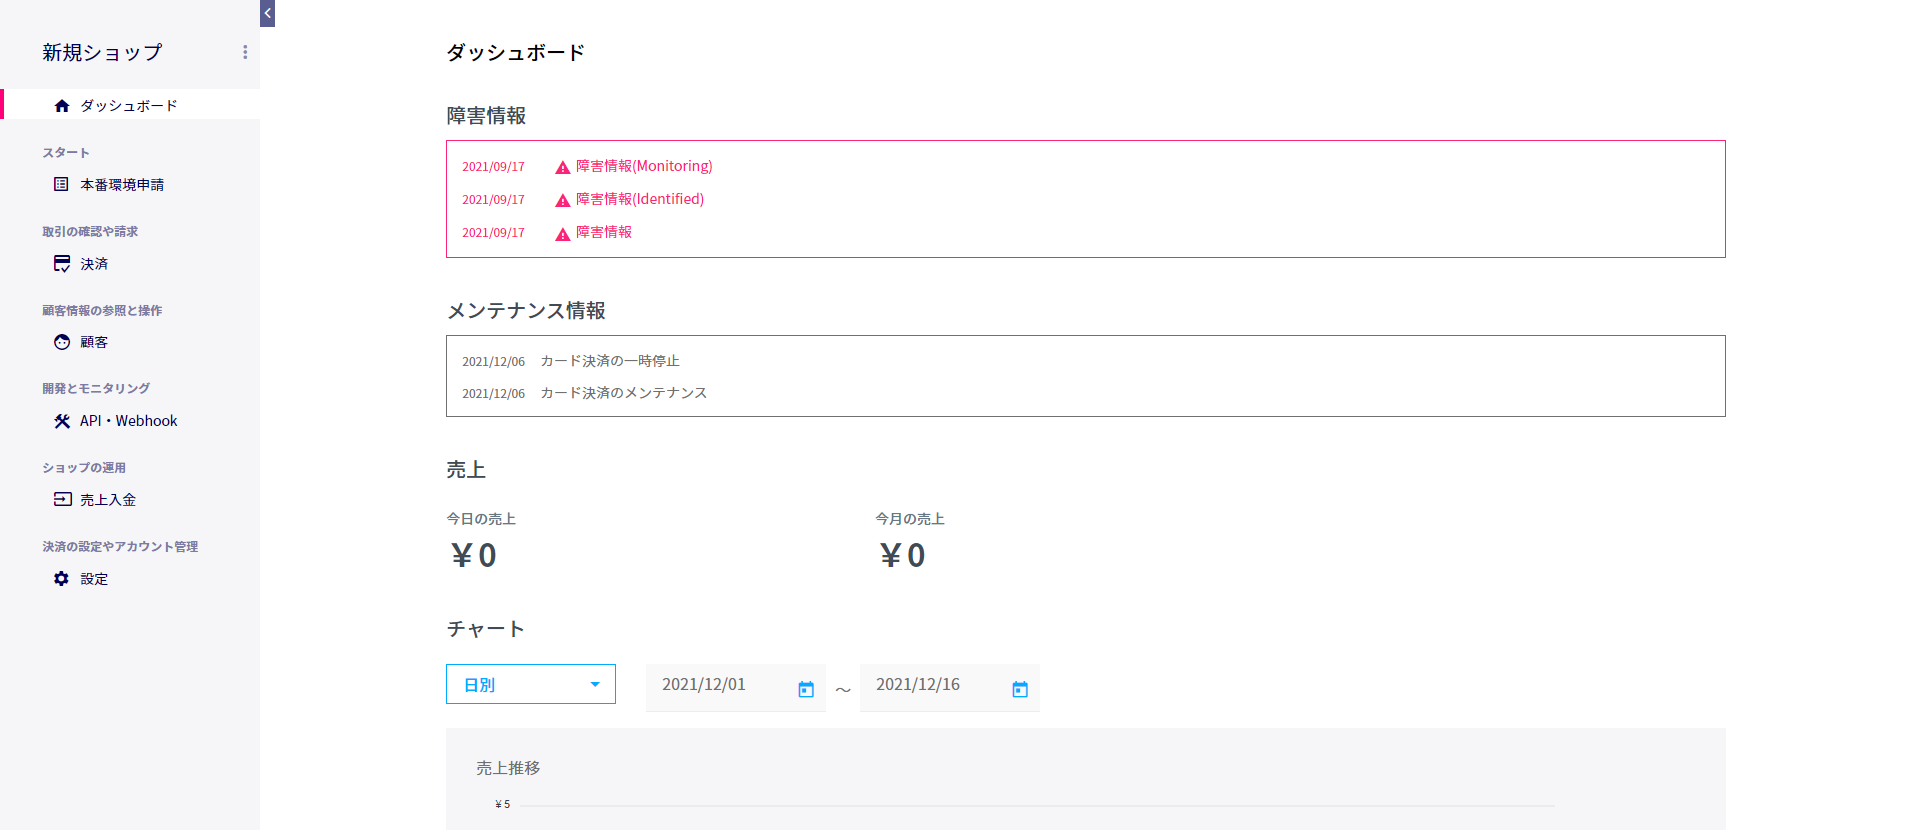 新規ショップ
ダッシュボード
スタート
本番環境申請
取引の確認や請求
決済
顧客情報の参照と操作
顧客
開発とモニタリング
API・Webhook
ショップの運用
売上入金
決済の設定やアカウント管理
設定
ダッシュボード
障害情報
2021/09/17 障害情報(Monitoring)
2021/09/17 障害情報(Identified)
2021/09/17 障害情報
メンテナンス情報
2021/12/06 カード決済の一時停止
2021/12/06 カード決済のメンテナンス
売上
今日の売上 今月の売上
¥0 ¥0
チャート
日別 2021/12/01 〜 2021/12/16
売上推移
¥5